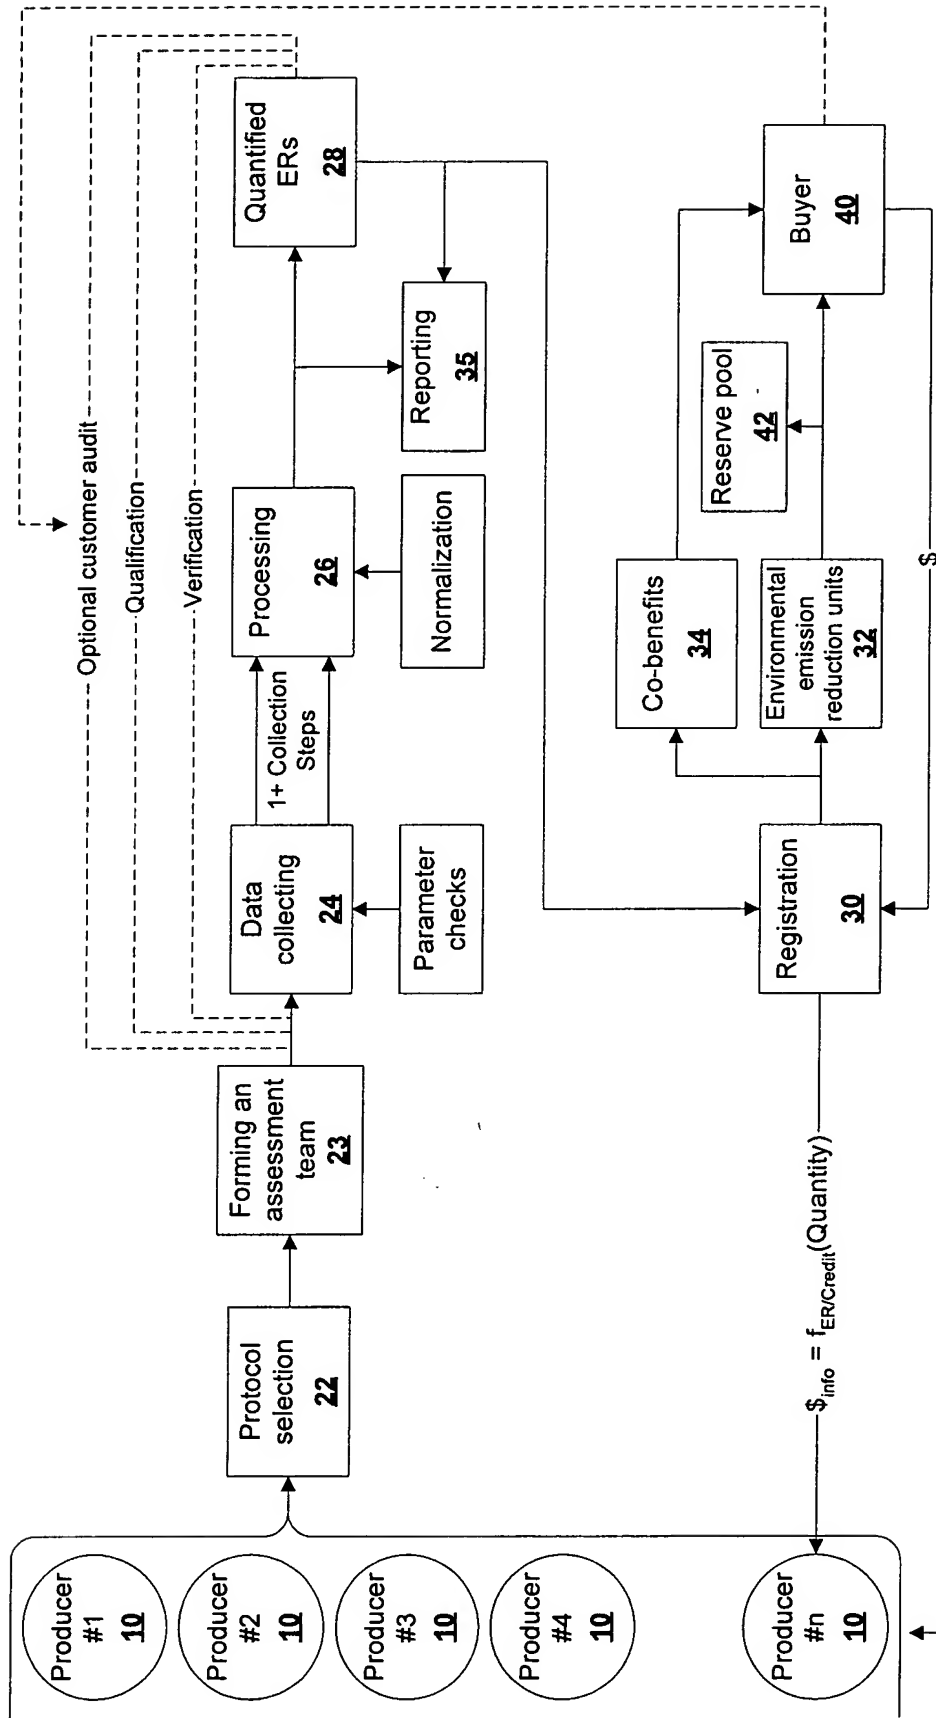 Producer
#1
10
Producer
#2
10
Producer
#3
10
Producer
#4
10
Producer
#n
10
Protocol
selection
22
Forming an
assessment
team
23
Data
collecting
24
Parameter
checks
1+ Collection
Steps
Processing
26
Normalization
Quantified
ERs
28
Reporting
35
Optional customer audit
Qualification
Verification
Registration
30
Co-benefits
34
Environmental
emission
reduction units
32
Reserve pool
42
Buyer
40
$
$info = fER/Credit(Quantity)